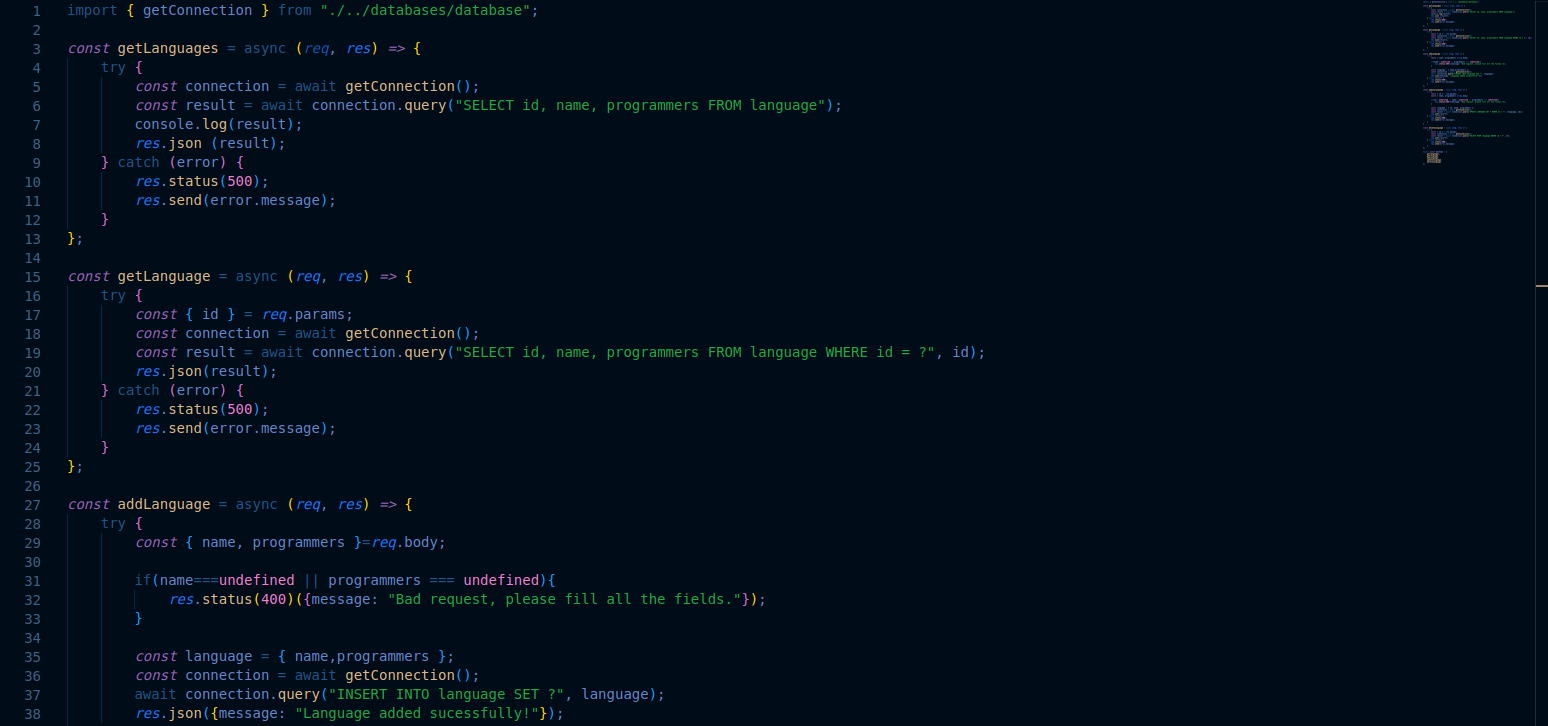 1 import { getConnection } from "./../databases/database";
2
3 const getLanguages = async (req, res) => {
4     try {
5         const connection = await getConnection();
6         const result = await connection.query("SELECT id, name, programmers FROM language");
7         console.log(result);
8         res.json (result);
9     } catch (error) {
10         res.status(500);
11         res.send(error.message);
12     }
13 };
14
15 const getLanguage = async (req, res) => {
16     try {
17         const { id } = req.params;
18         const connection = await getConnection();
19         const result = await connection.query("SELECT id, name, programmers FROM language WHERE id = ?", id);
20         res.json(result);
21     } catch (error) {
22         res.status(500);
23         res.send(error.message);
24     }
25 };
26
27 const addLanguage = async (req, res) => {
28     try {
29         const { name, programmers }=req.body;
30
31         if(name===undefined || programmers === undefined){
32             res.status(400)({message: "Bad request, please fill all the fields."});
33         }
34
35         const language = { name,programmers };
36         const connection = await getConnection();
37         await connection.query("INSERT INTO language SET ?", language);
38         res.json({message: "Language added sucessfully!"});